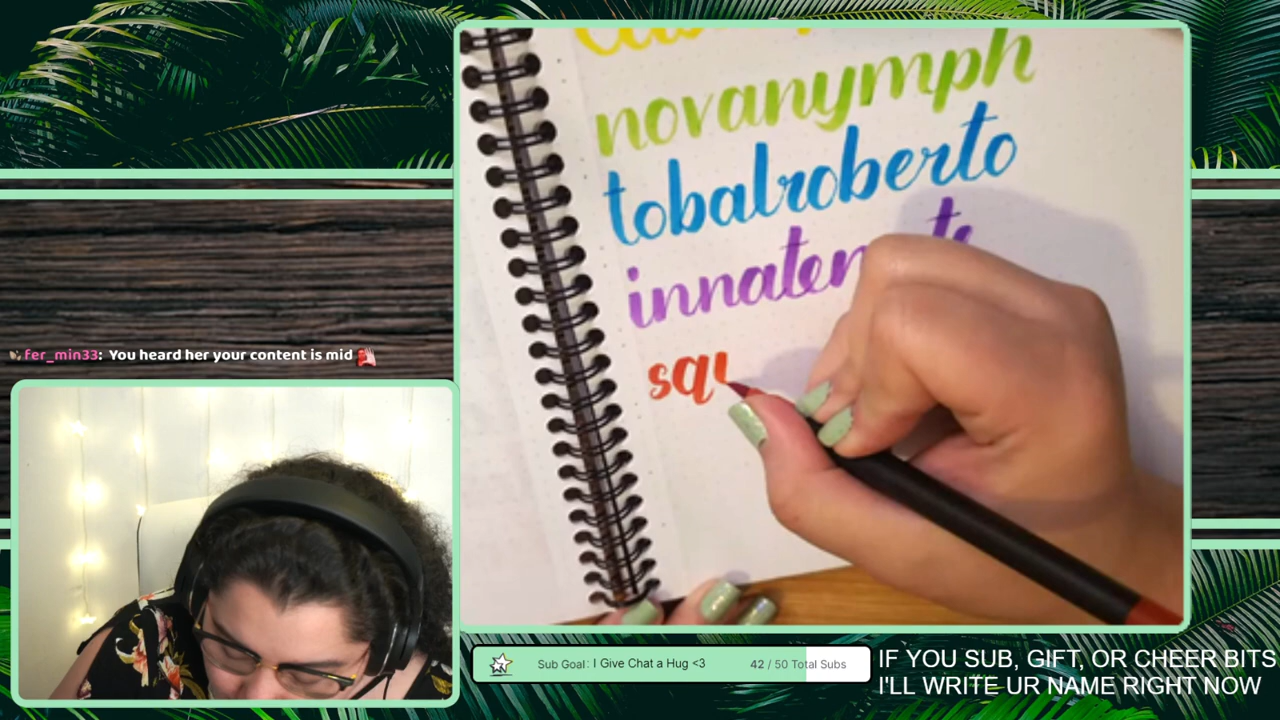 novanymph
tobalroberto
squ
fer_min33: You heard her your content is mid
Sub Goal: I Give Chat a Hug <3 42 / 50 Total Subs
IF YOU SUB, GIFT, OR CHEER BITS
I'LL WRITE UR NAME RIGHT NOW